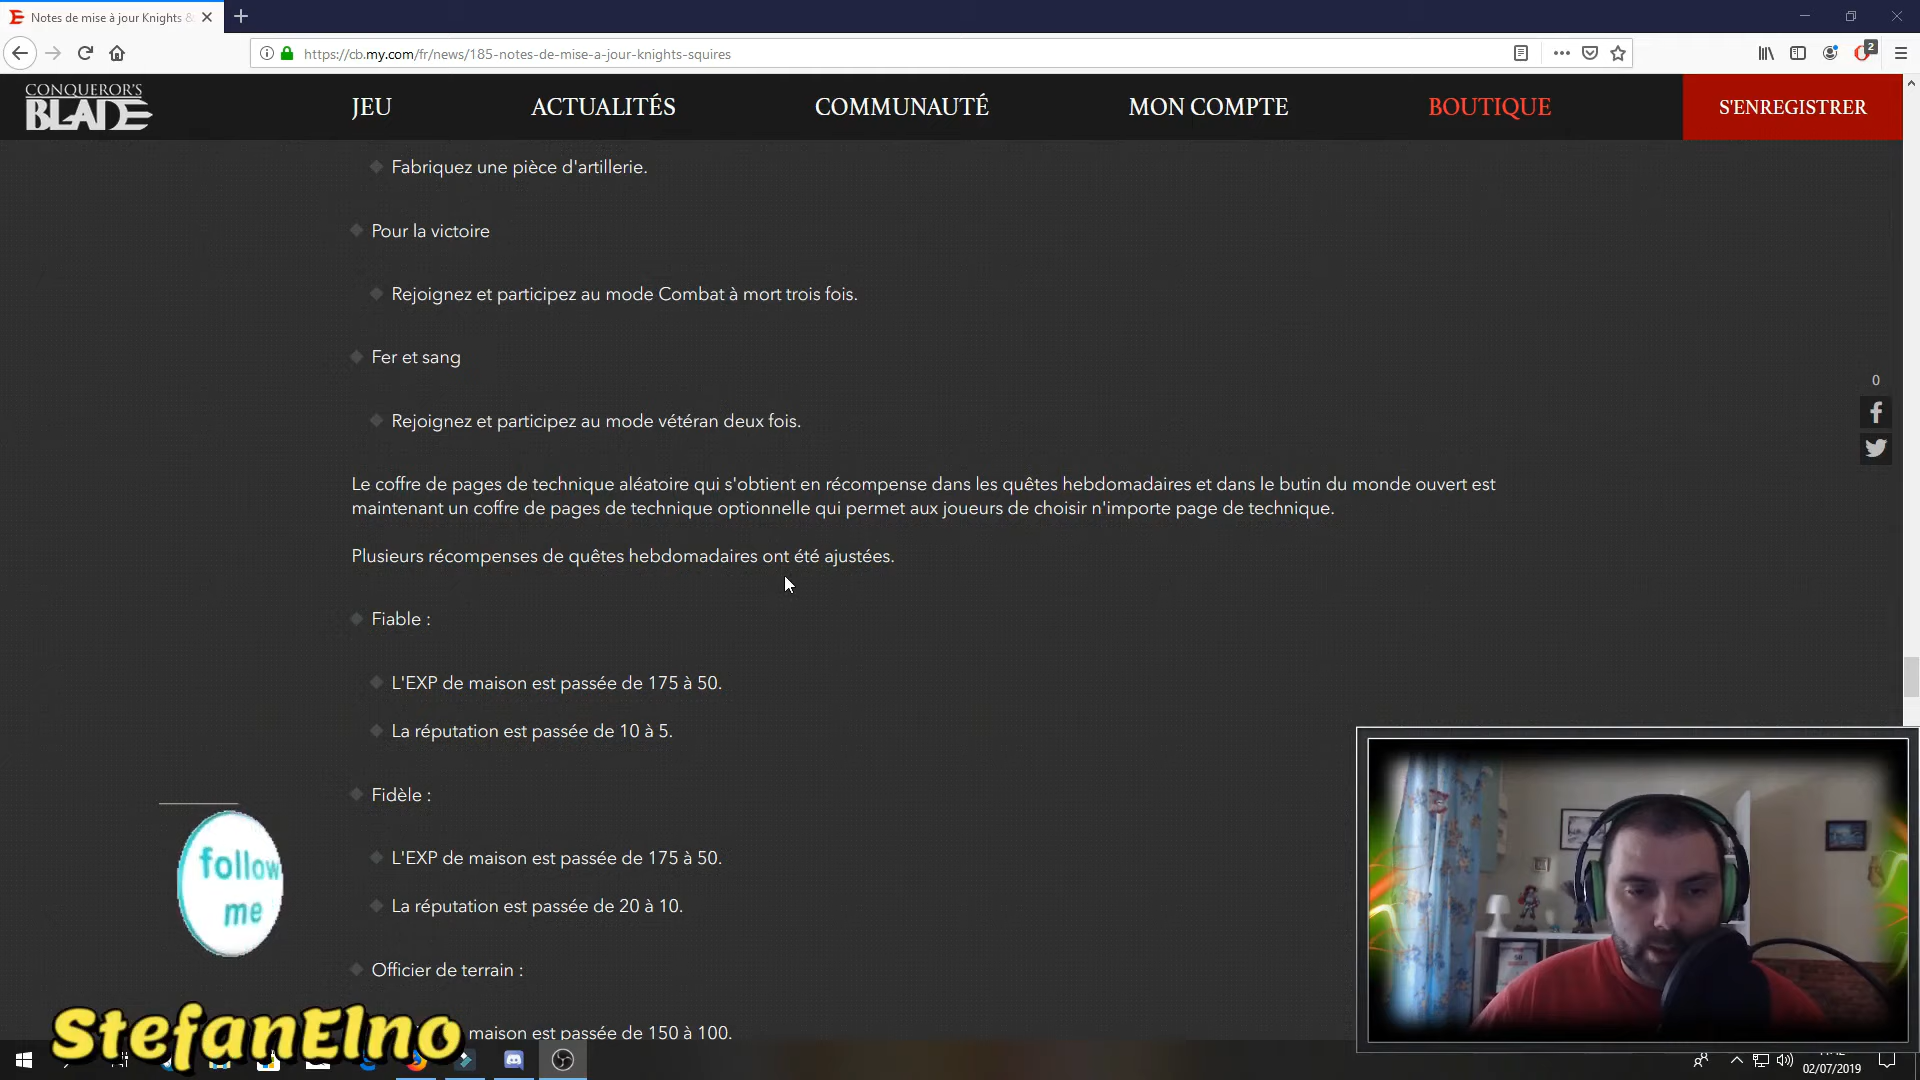 Notes de mise à jour Knights &
https://cb.my.com/fr/news/185-notes-de-mise-a-jour-knights-squires
2
CONQUEROR'S
BLADE
JEU
ACTUALITÉS
COMMUNAUTÉ
MON COMPTE
BOUTIQUE
S'ENREGISTRER
Fabriquez une pièce d'artillerie.
Pour la victoire
Rejoignez et participez au mode Combat à mort trois fois.
Fer et sang
Rejoignez et participez au mode vétéran deux fois.
0
Le coffre de pages de technique aléatoire qui s'obtient en récompense dans les quêtes hebdomadaires et dans le butin du monde ouvert est
maintenant un coffre de pages de technique optionnelle qui permet aux joueurs de choisir n'importe page de technique.
Plusieurs récompenses de quêtes hebdomadaires ont été ajustées.
Fiable :
L'EXP de maison est passée de 175 à 50.
La réputation est passée de 10 à 5.
Fidèle :
L'EXP de maison est passée de 175 à 50.
La réputation est passée de 20 à 10.
Officier de terrain :
maison est passée de 150 à 100.
follow
me
StefanElno
02/07/2019